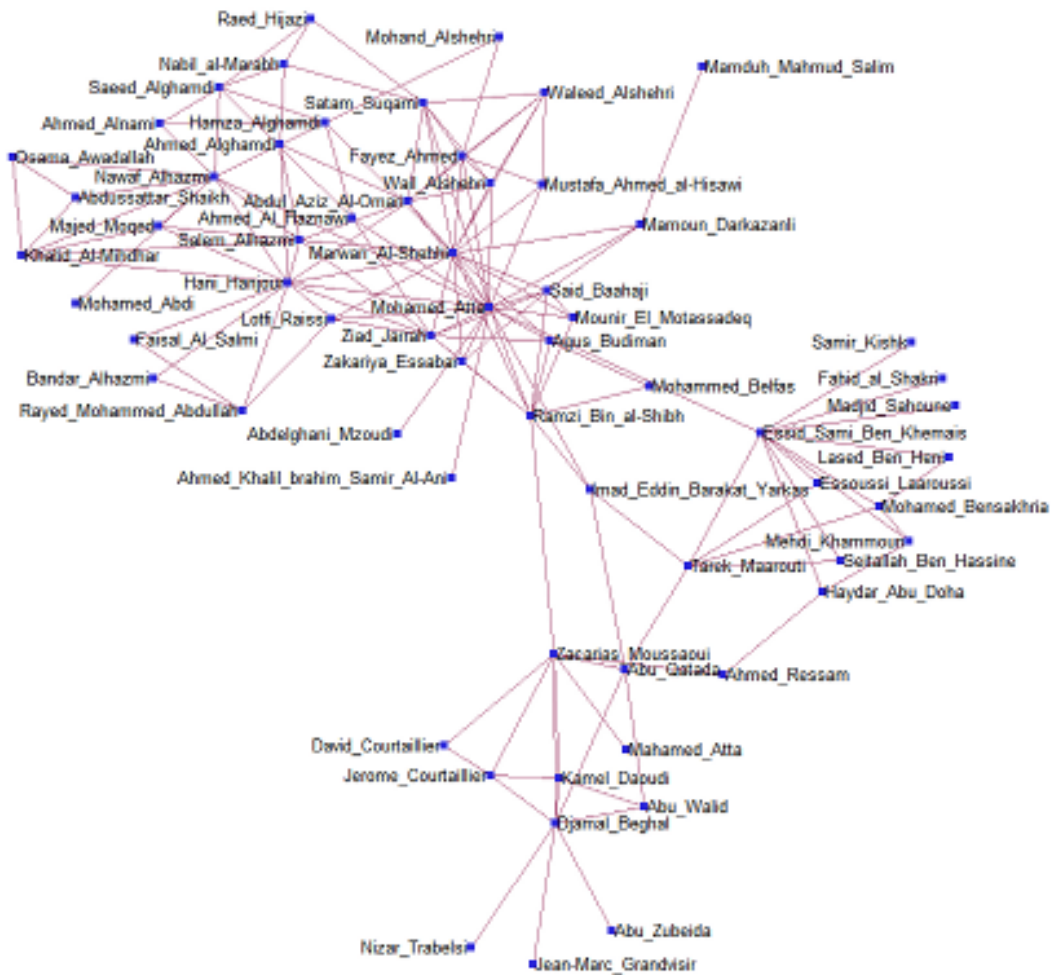 Raed_Hijazi
Mohand_Alshehri
Nabil_al-Marabh
Mamduh_Mahmud_Salim
Saeed_Alghamdi
Satam_Suqami
Waleed_Alshehri
Ahmed_Alnami
Hamza_Alghamdi
Ahmed_Alghamdi
Osama_Awadallah
Fayez_Ahmed
Nawaf_Alhazmi
Wail_Alshehri
Mustafa_Ahmed_al-Hisawi
Abdussattar_Shaikh
Abdul_Aziz_Al-Omari
Ahmed_Al_Haznawi
Majed_Moqed
Mamoun_Darkazanli
Salem_Alhazmi
Marwan_Al-Shehhi
Khalid_Al-Mihdhar
Hani_Hanjour
Said_Baahaji
Mohamed_Abdi
Mohamed_Atta
Lotfi_Raissi
Mounir_El_Motassadeq
Faisal_Al_Salmi
Ziad_Jarrah
Agus_Budiman
Samir_Kishk
Zakariya_Essabar
Bandar_Alhazmi
Mohammed_Belfas
Fahid_al_Shakri
Rayed_Mohammed_Abdullah
Ramzi_Bin_al-Shibh
Madjid_Sahoune
Abdelghani_Mzoudi
Essid_Sami_Ben_Khemais
Lased_Ben_Heni
Ahmed_Khalil_Ibrahim_Samir_Al-Ani
Imad_Eddin_Barakat_Yarkas
Essoussi_Laaroussi
Mohamed_Bensakhria
Mehdi_Khammoun
Tarek_Maarouti
Seifallah_Ben_Hassine
Haydar_Abu_Doha
Zacarias_Moussaoui
Abu_Qatada
Ahmed_Ressam
David_Courtaillier
Mahamed_Atta
Jerome_Courtaillier
Kamel_Daoudi
Abu_Walid
Djamal_Beghal
Abu_Zubeida
Nizar_Trabelsi
Jean-Marc_Grandvisir